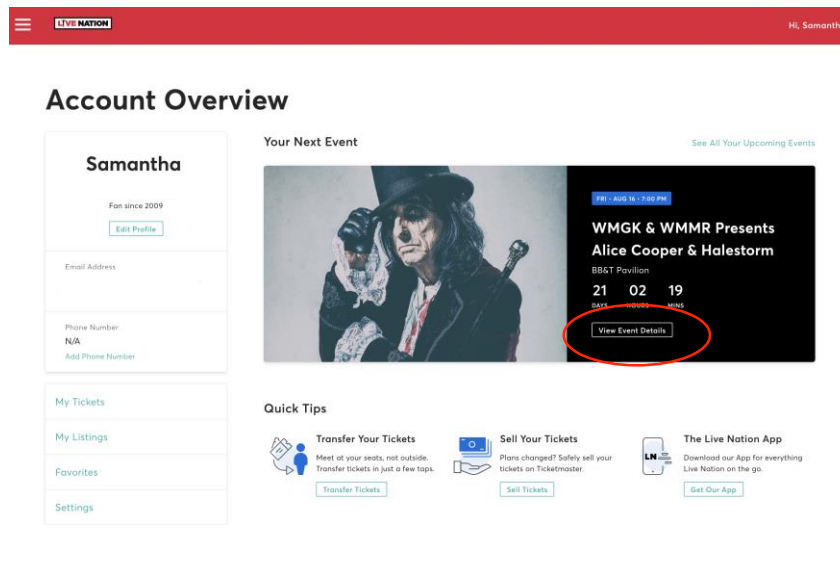 LIVE NATION
Hi, Samanth
Account Overview
Samantha
Fan since 2009
Edit Profile
Email Address
Phone Number
N/A
Add Phone Number
My Tickets
My Listings
Favorites
Settings
Your Next Event
See All Your Upcoming Events
FRI - AUG 16 - 7:00 PM
WMGK & WMMR Presents
Alice Cooper & Halestorm
BB&T Pavilion
21 02 19
DAYS HOURS MINS
View Event Details
Quick Tips
Transfer Your Tickets
Meet at your seats, not outside.
Transfer tickets in just a few taps.
Transfer Tickets
Sell Your Tickets
Plans changed? Safely sell your
tickets on Ticketmaster.
Sell Tickets
LN
The Live Nation App
Download our App for everything
Live Nation on the go.
Get Our App